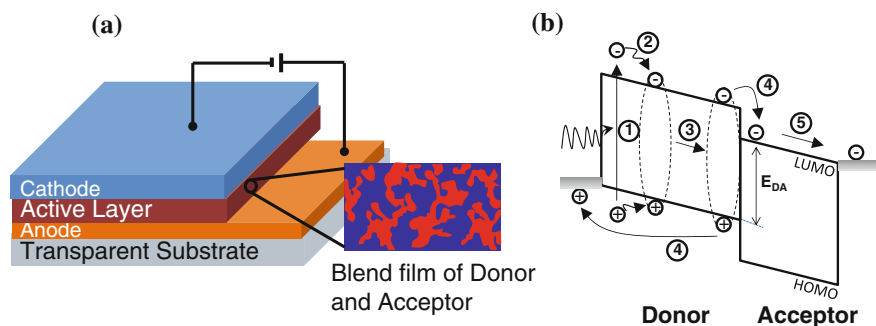 (a)
Cathode
Active Layer
Anode
Transparent Substrate
Blend film of Donor
and Acceptor
(b)
2
4
1
3
5
LUMO
E_DA
4
HOMO
Donor Acceptor